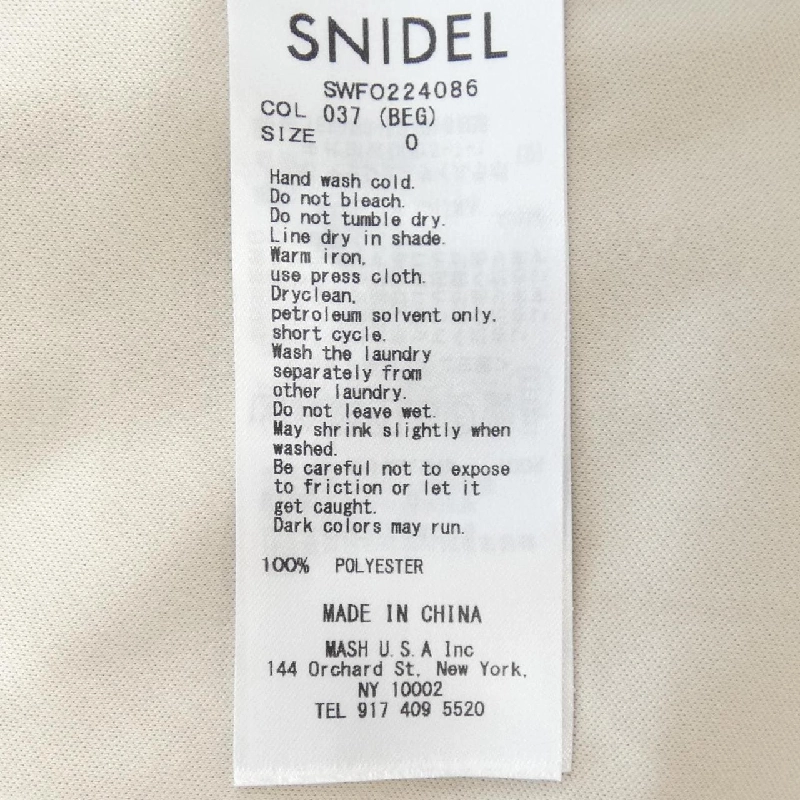 SNIDEL
SWFO224086
COL 037 (BEG)
SIZE 0
Hand wash cold.
Do not bleach.
Do not tumble dry.
Line dry in shade.
Warm iron,
use press cloth.
Dryclean,
petroleum solvent only.
short cycle.
Wash the laundry
separately from
other laundry.
Do not leave wet.
May shrink slightly when
washed.
Be careful not to expose
to friction or let it
get caught.
Dark colors may run.
100% POLYESTER
MADE IN CHINA
MASH U.S.A Inc
144 Orchard St, New York,
NY 10002
TEL 917 409 5520